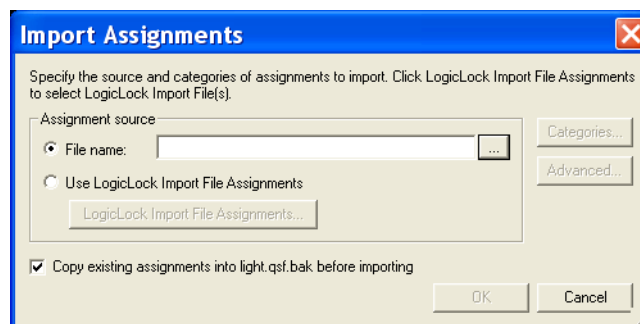 Import Assignments
Specify the source and categories of assignments to import. Click LogicLock Import File Assignments
to select LogicLock Import File(s).
Assignment source
File name:
...
Categories...
Use LogicLock Import File Assignments
Advanced...
LogicLock Import File Assignments...
Copy existing assignments into light.qsf.bak before importing
OK
Cancel